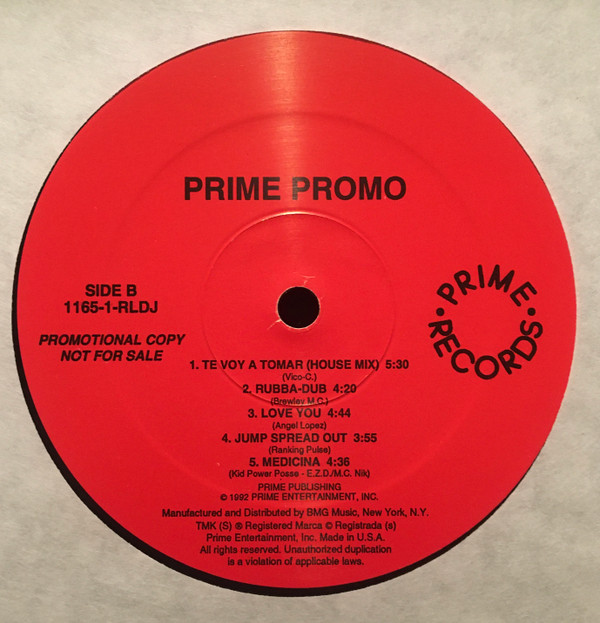 PRIME PROMO
SIDE B
1165-1-RLDJ
PROMOTIONAL COPY
NOT FOR SALE
PRIME • RECORDS •
1. TE VOY A TOMAR (HOUSE MIX) 5:30
(Vico-C.)
2. RUBBA-DUB 4:20
(Brewley M.C.)
3. LOVE YOU 4:44
(Angel Lopez)
4. JUMP SPREAD OUT 3:55
(Ranking Pulse)
5. MEDICINA 4:36
(Kid Power Posse - E.Z.D./M.C. Nik)
PRIME PUBLISHING
© 1992 PRIME ENTERTAINMENT, INC.
Manufactured and Distributed by BMG Music, New York, N.Y.
TMK (S) ® Registered Marca © Registrada (s)
Prime Entertainment, Inc. Made in U.S.A.
All rights reserved. Unauthorized duplication
is a violation of applicable laws.